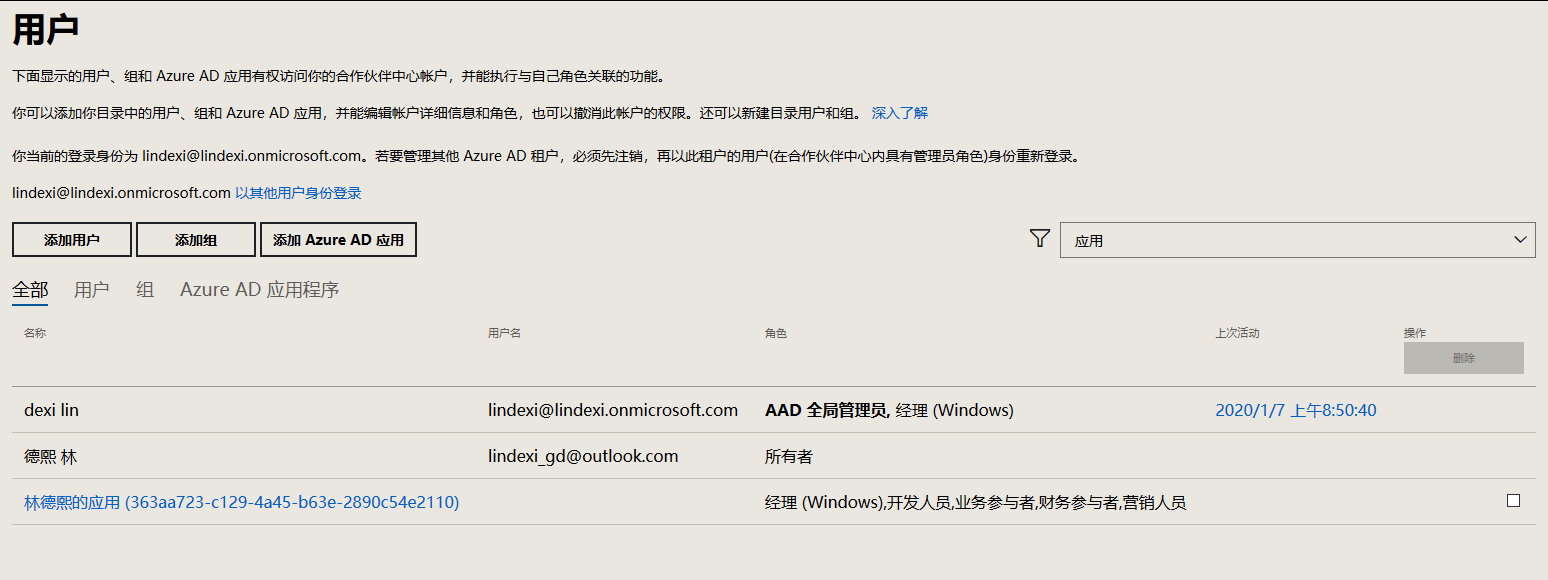 用户
下面显示的用户、组和 Azure AD 应用有权访问你的合作伙伴中心帐户，并能执行与自己角色关联的功能。
你可以添加你目录中的用户、组和 Azure AD 应用，并能编辑帐户详细信息和角色，也可以撤消此帐户的权限。还可以新建目录用户和组。 深入了解
你当前的登录身份为 lindexi@lindexi.onmicrosoft.com。若要管理其他 Azure AD 租户，必须先注销，再以此租户的用户(在合作伙伴中心内具有管理员角色)身份重新登录。
lindexi@lindexi.onmicrosoft.com 以其他用户身份登录
添加用户 添加组 添加 Azure AD 应用 应用
全部 用户 组 Azure AD 应用程序
名称 用户名 角色 上次活动 操作
删除
dexi lin lindexi@lindexi.onmicrosoft.com AAD 全局管理员, 经理 (Windows) 2020/1/7 上午8:50:40
德熙 林 lindexi_gd@outlook.com 所有者
林德熙的应用 (363aa723-c129-4a45-b63e-2890c54e2110) 经理 (Windows),开发人员,业务参与者,财务参与者,营销人员